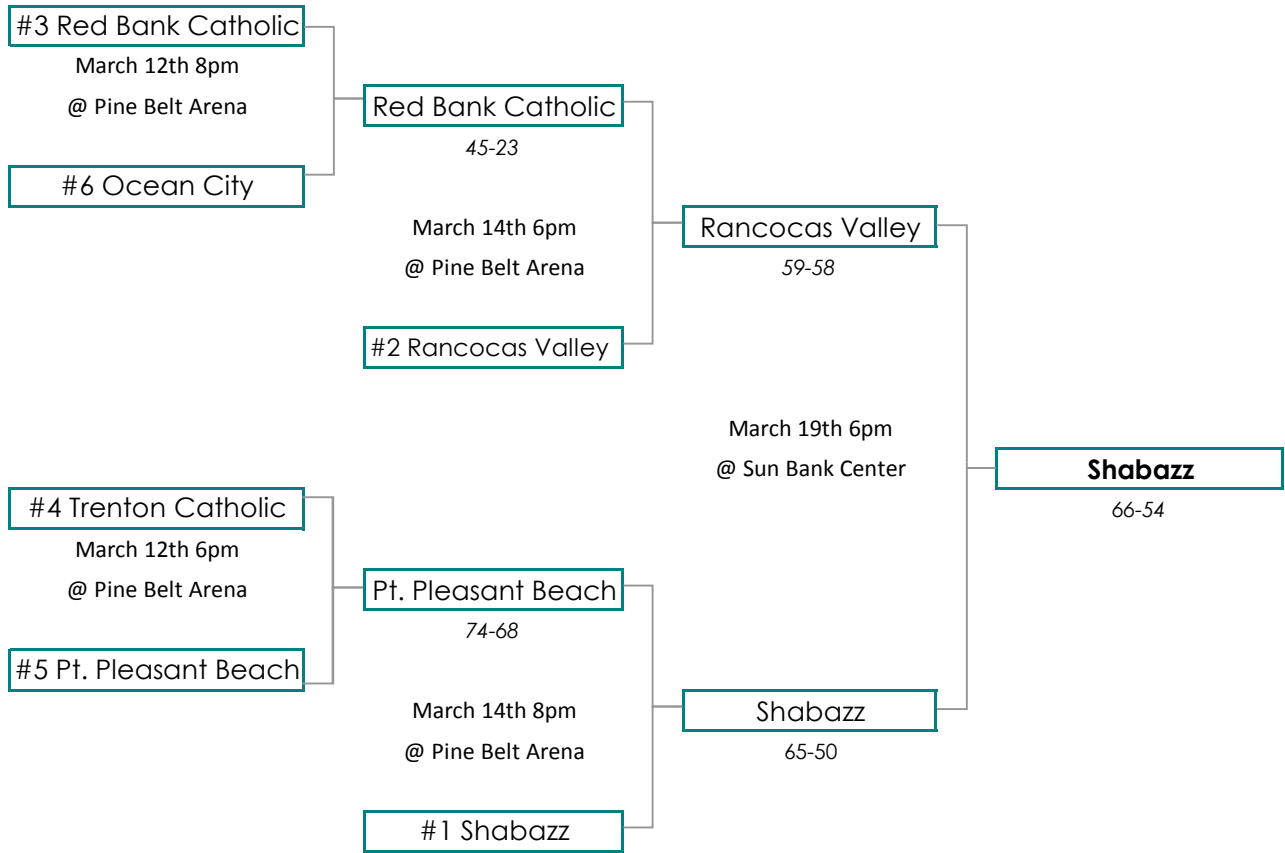 #3 Red Bank Catholic
March 12th 8pm
@ Pine Belt Arena
#6 Ocean City
Red Bank Catholic
45-23
March 14th 6pm
@ Pine Belt Arena
#2 Rancocas Valley
Rancocas Valley
59-58
March 19th 6pm
@ Sun Bank Center
Shabazz
66-54
#4 Trenton Catholic
March 12th 6pm
@ Pine Belt Arena
#5 Pt. Pleasant Beach
Pt. Pleasant Beach
74-68
March 14th 8pm
@ Pine Belt Arena
#1 Shabazz
Shabazz
65-50